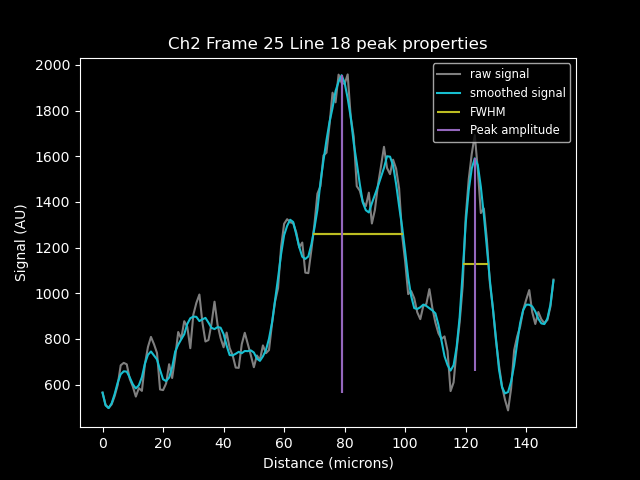 Ch2 Frame 25 Line 18 peak properties
2000
1800
1600
1400
1200
1000
800
600
Signal (AU)
raw signal
smoothed signal
FWHM
Peak amplitude
0 20 40 60 80 100 120 140
Distance (microns)